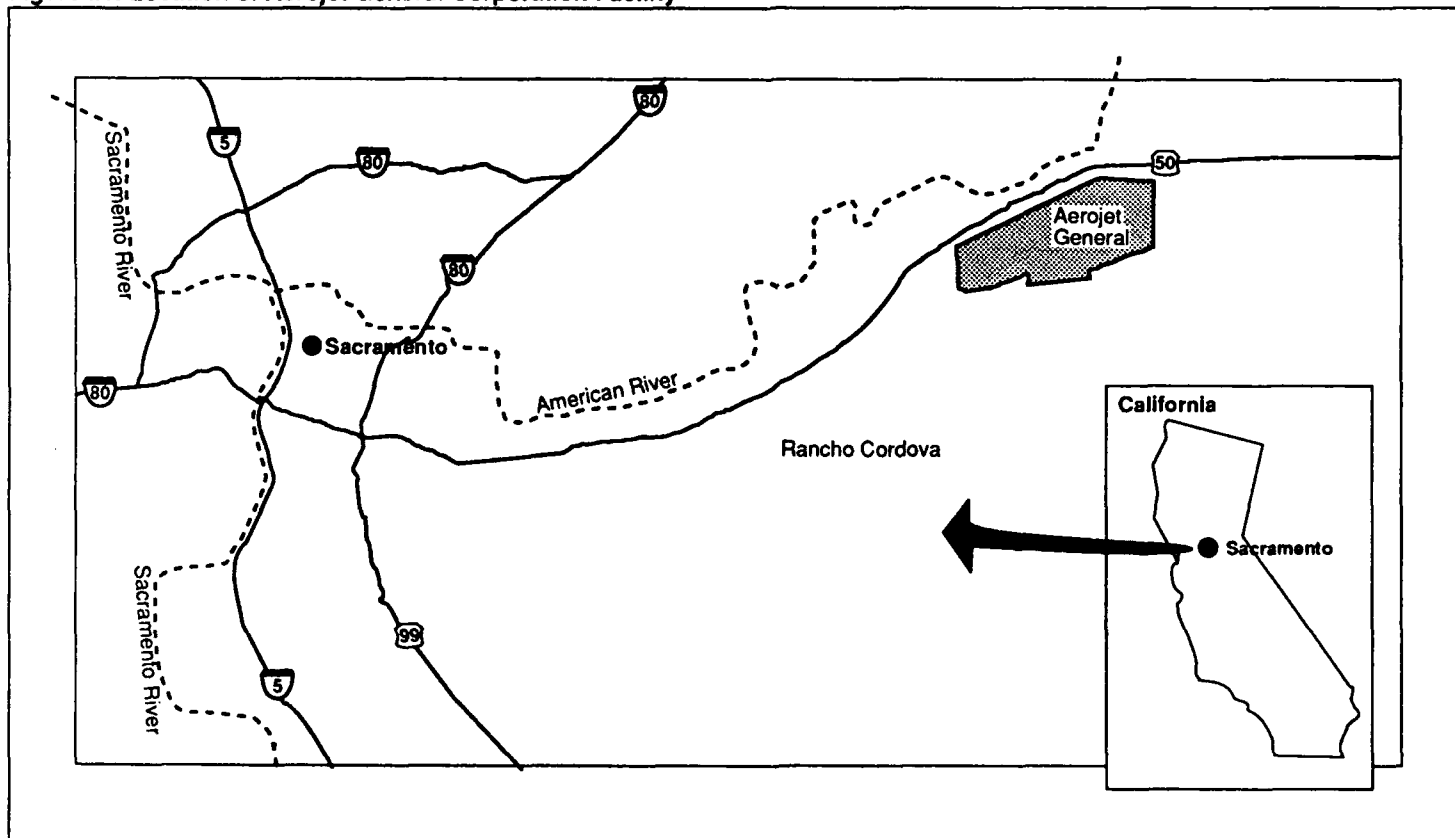 80
5
80
50
Sacramento River
Aerojet
General
80
Sacramento
American River
80
California
Rancho Cordova
Sacramento
Sacramento River
99
5